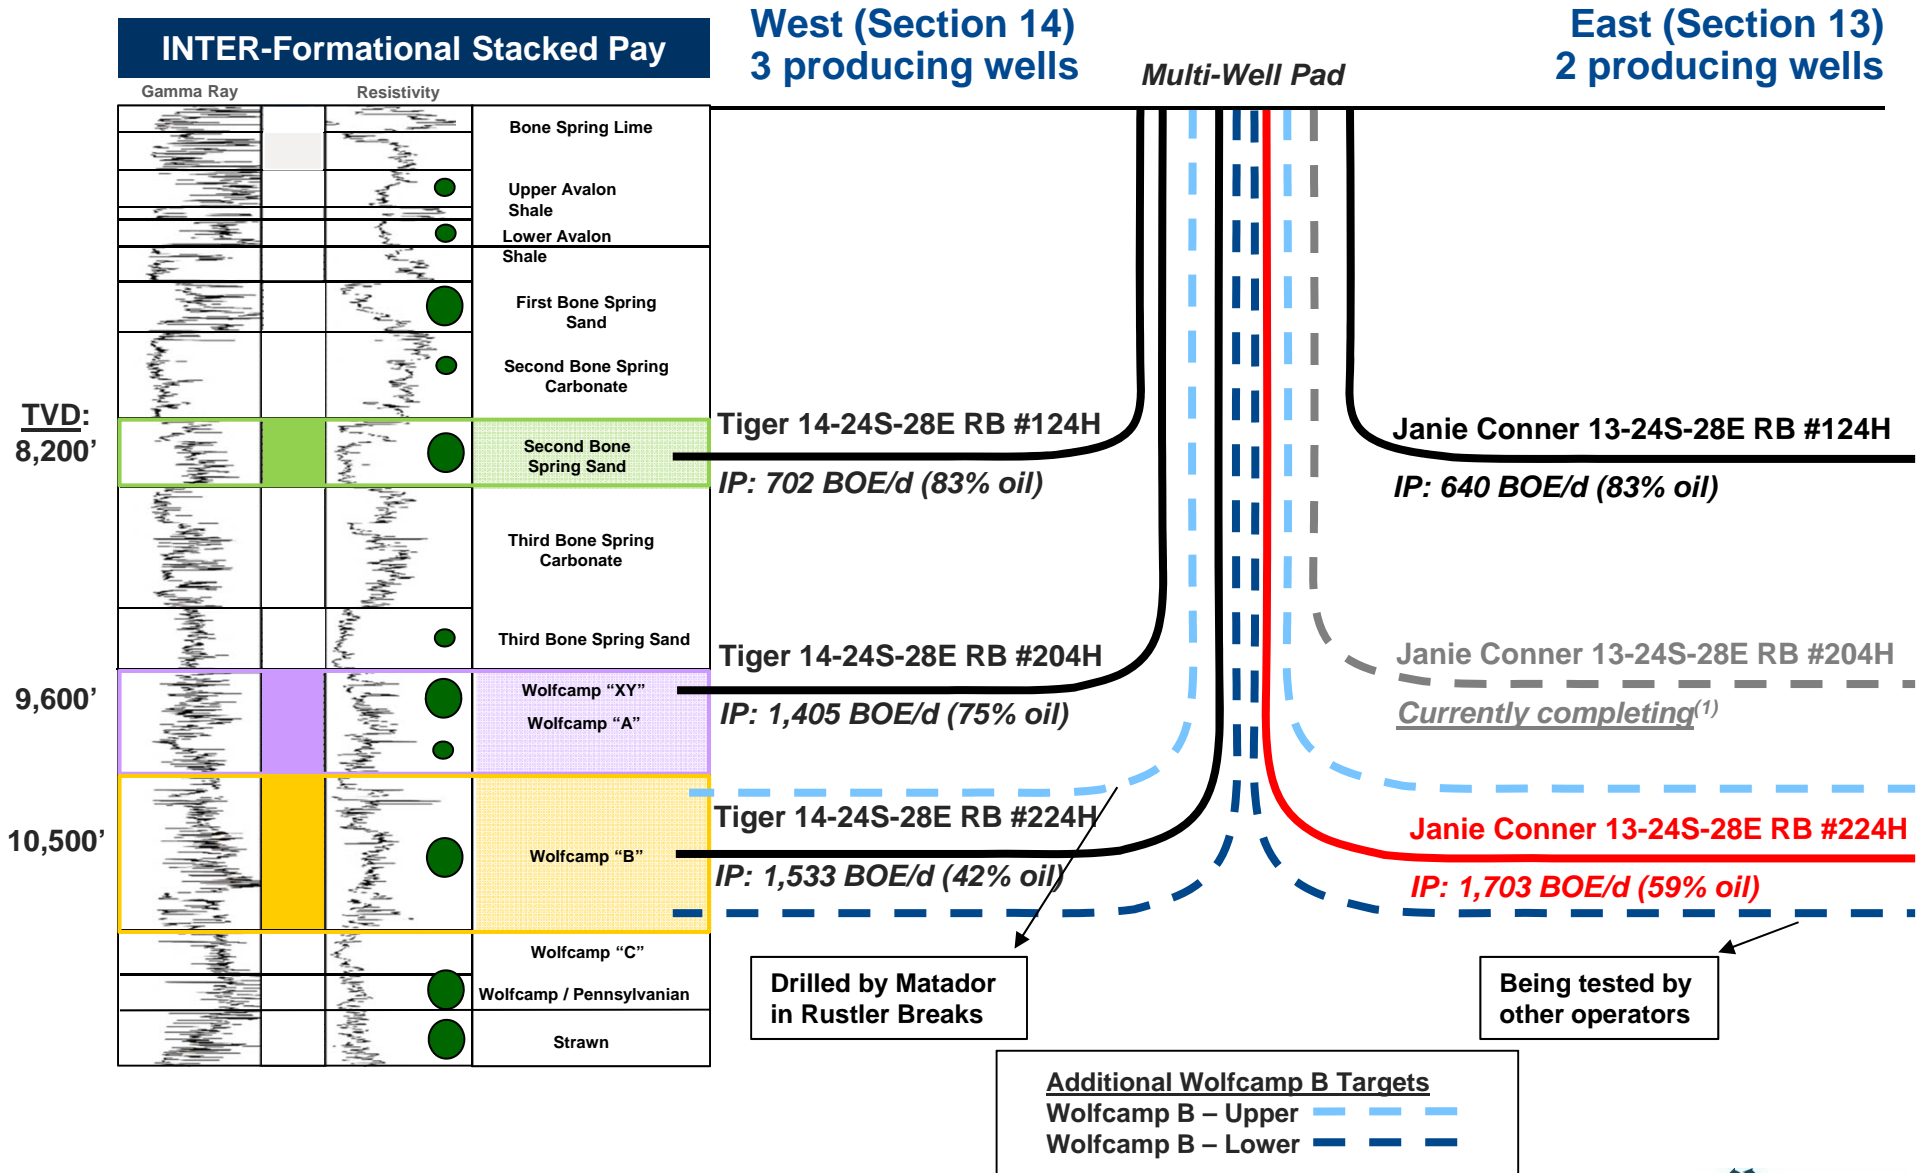 INTER-Formational Stacked Pay
West (Section 14)
3 producing wells
Multi-Well Pad
East (Section 13)
2 producing wells
Gamma Ray
Resistivity
Bone Spring Lime
Upper Avalon
Shale
Lower Avalon
Shale
First Bone Spring
Sand
Second Bone Spring
Carbonate
TVD:
8,200’
Second Bone
Spring Sand
Tiger 14-24S-28E RB #124H
IP: 702 BOE/d (83% oil)
Janie Conner 13-24S-28E RB #124H
IP: 640 BOE/d (83% oil)
Third Bone Spring
Carbonate
Third Bone Spring Sand
9,600’
Wolfcamp “XY”
Wolfcamp “A”
Tiger 14-24S-28E RB #204H
IP: 1,405 BOE/d (75% oil)
Janie Conner 13-24S-28E RB #204H
Currently completing(1)
10,500’
Wolfcamp “B”
Tiger 14-24S-28E RB #224H
IP: 1,533 BOE/d (42% oil)
Janie Conner 13-24S-28E RB #224H
IP: 1,703 BOE/d (59% oil)
Wolfcamp “C”
Wolfcamp / Pennsylvanian
Strawn
Drilled by Matador
in Rustler Breaks
Being tested by
other operators
Additional Wolfcamp B Targets
Wolfcamp B – Upper
Wolfcamp B – Lower